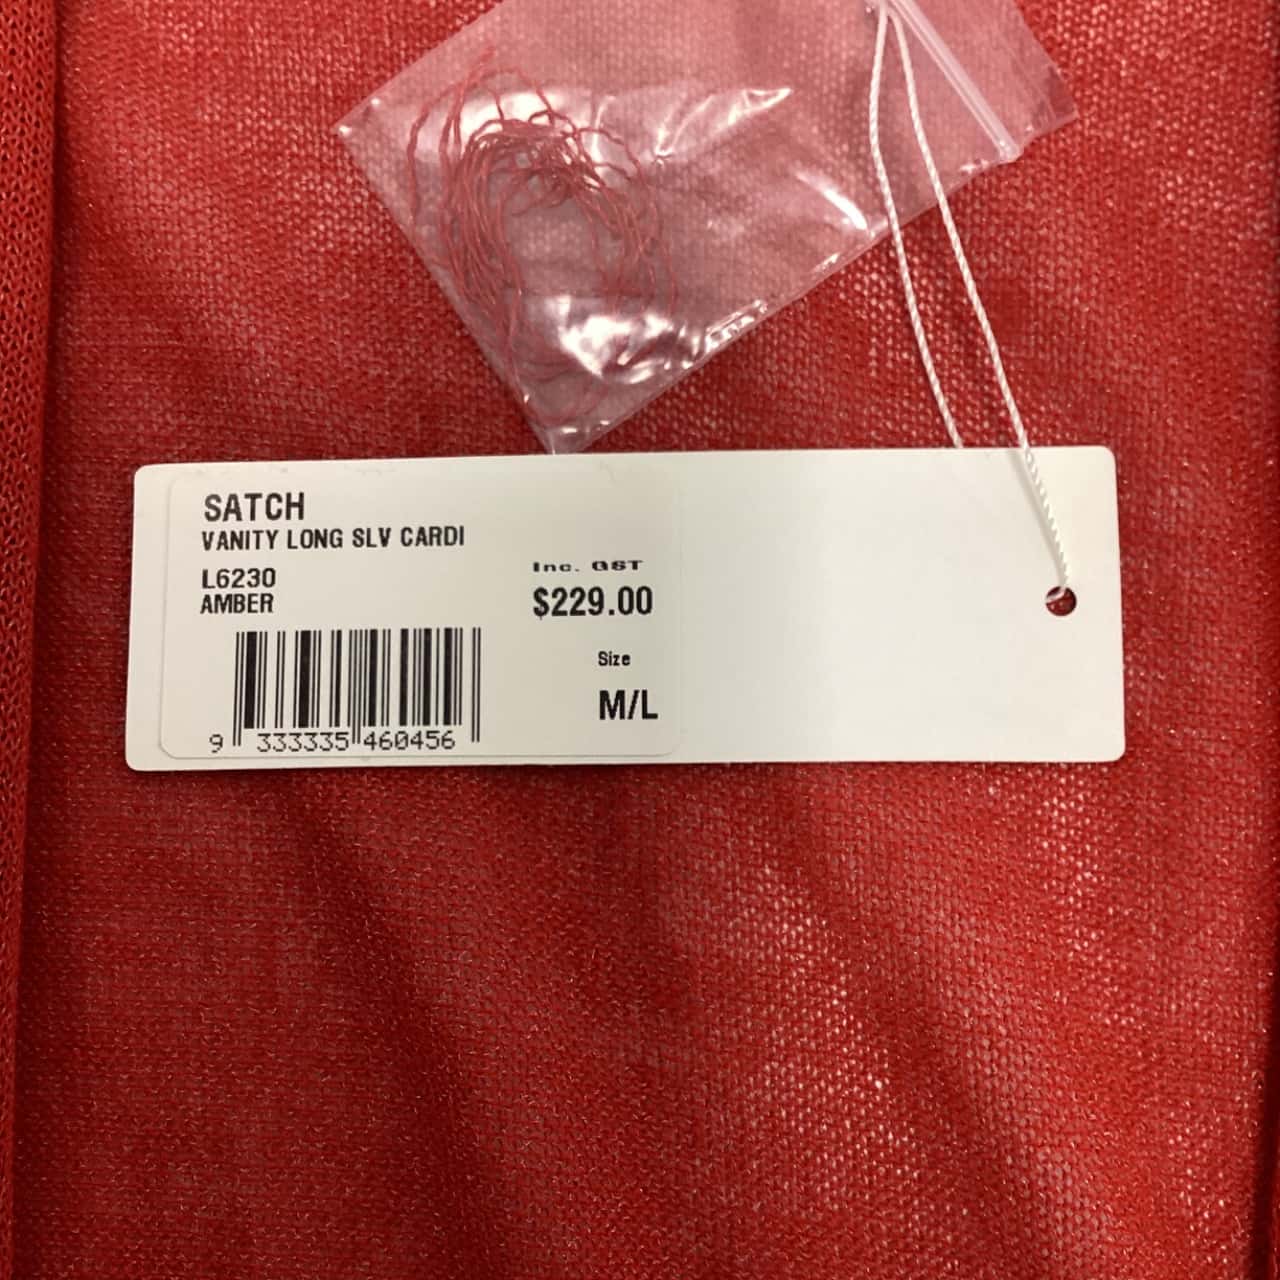 SATCH
VANITY LONG SLV CARDI
L6230
AMBER
Inc. GST
$229.00
Size
M/L
9 333335 460456